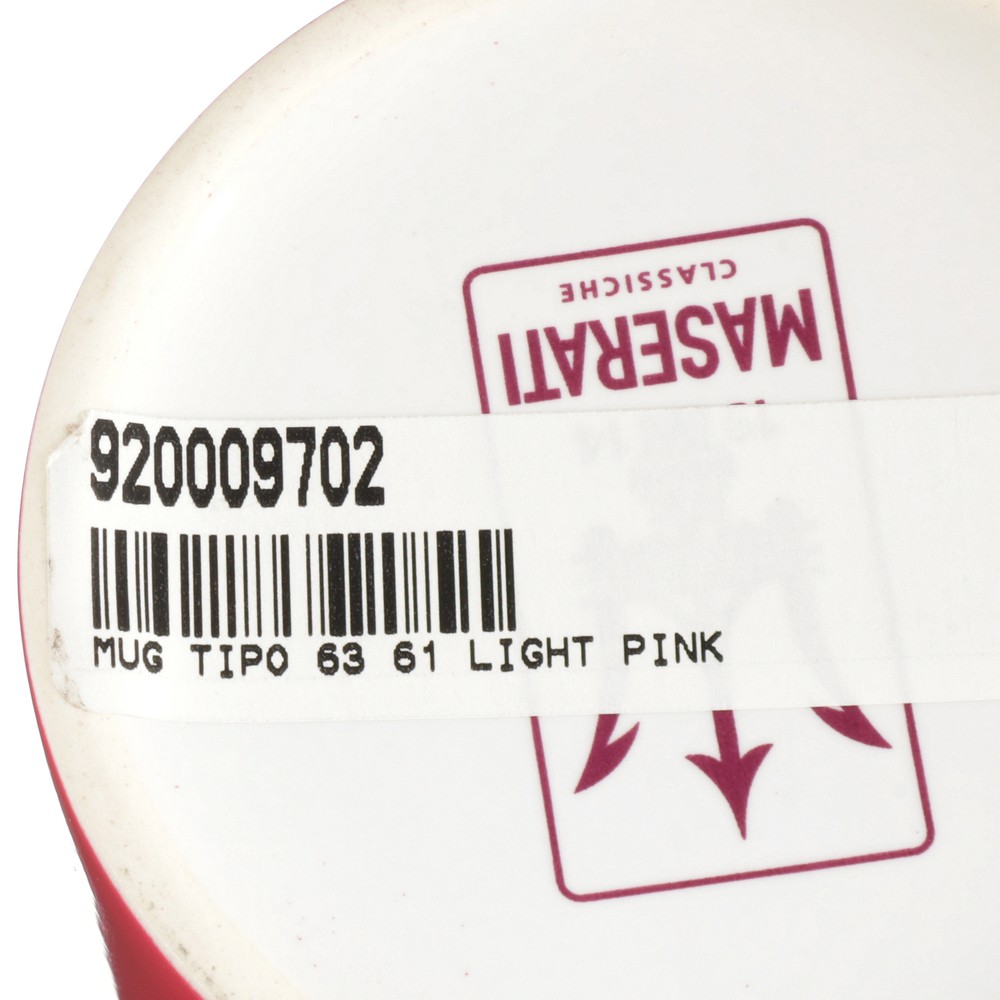 920009702
MUG TIPO 63 61 LIGHT PINK
MASERATI
CLASSICHE